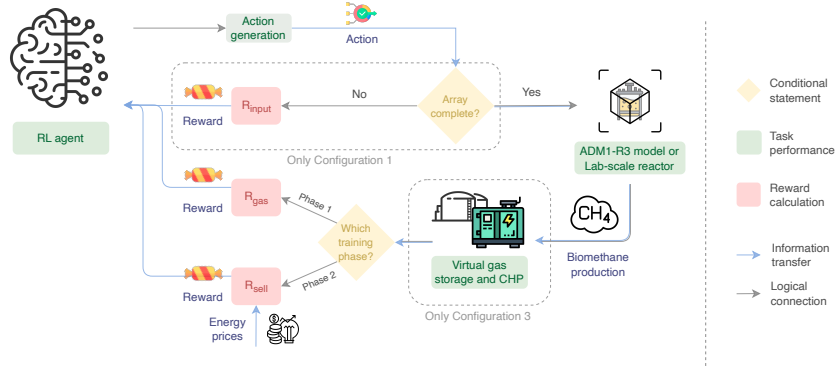 Action
generation
Action
No
Yes
Array
complete?
R_input
Reward
RL agent
Only Configuration 1
ADM1-R3 model or
Lab-scale reactor
R_gas
Reward
Phase 1
Which
training
phase?
Phase 2
CH4
Biomethane
production
Virtual gas
storage and CHP
Only Configuration 3
R_sell
Reward
Energy
prices
Conditional
statement
Task
performance
Reward
calculation
Information
transfer
Logical
connection